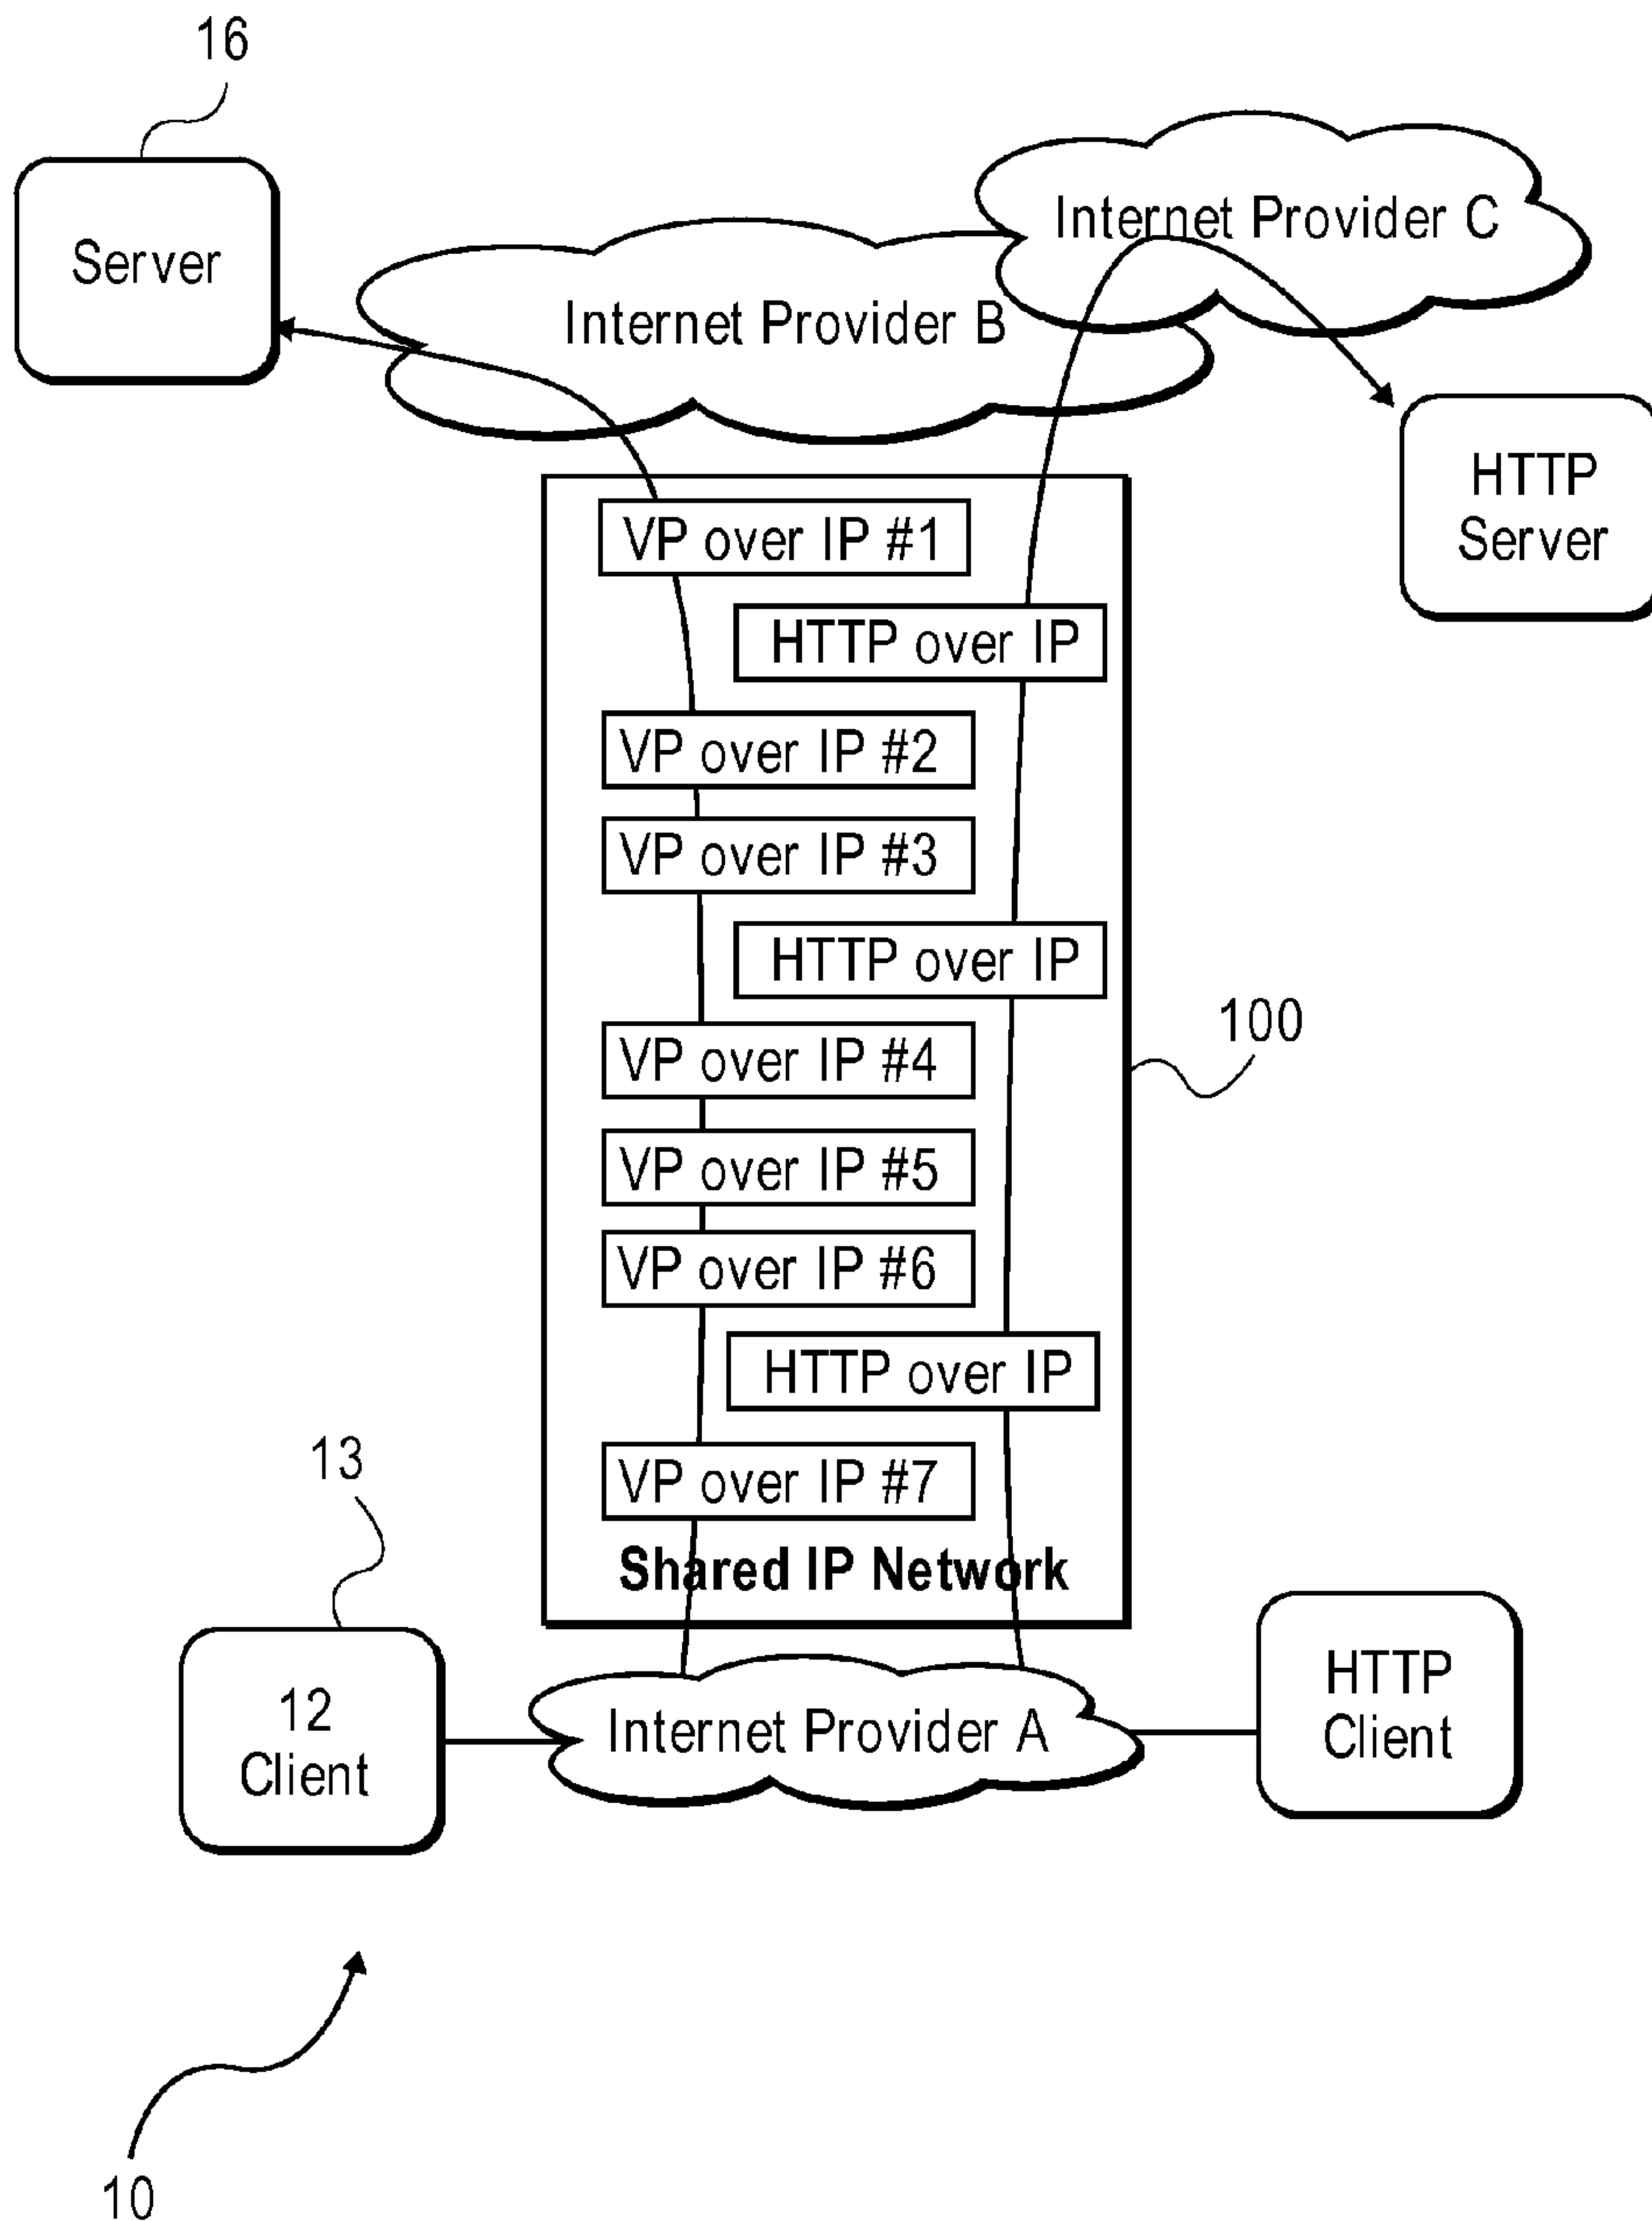 16
Server
Internet Provider C
Internet Provider B
HTTP
Server
VP over IP #1
HTTP over IP
VP over IP #2
VP over IP #3
HTTP over IP
VP over IP #4
100
VP over IP #5
VP over IP #6
HTTP over IP
VP over IP #7
Shared IP Network
13
12
Client
Internet Provider A
HTTP
Client
10